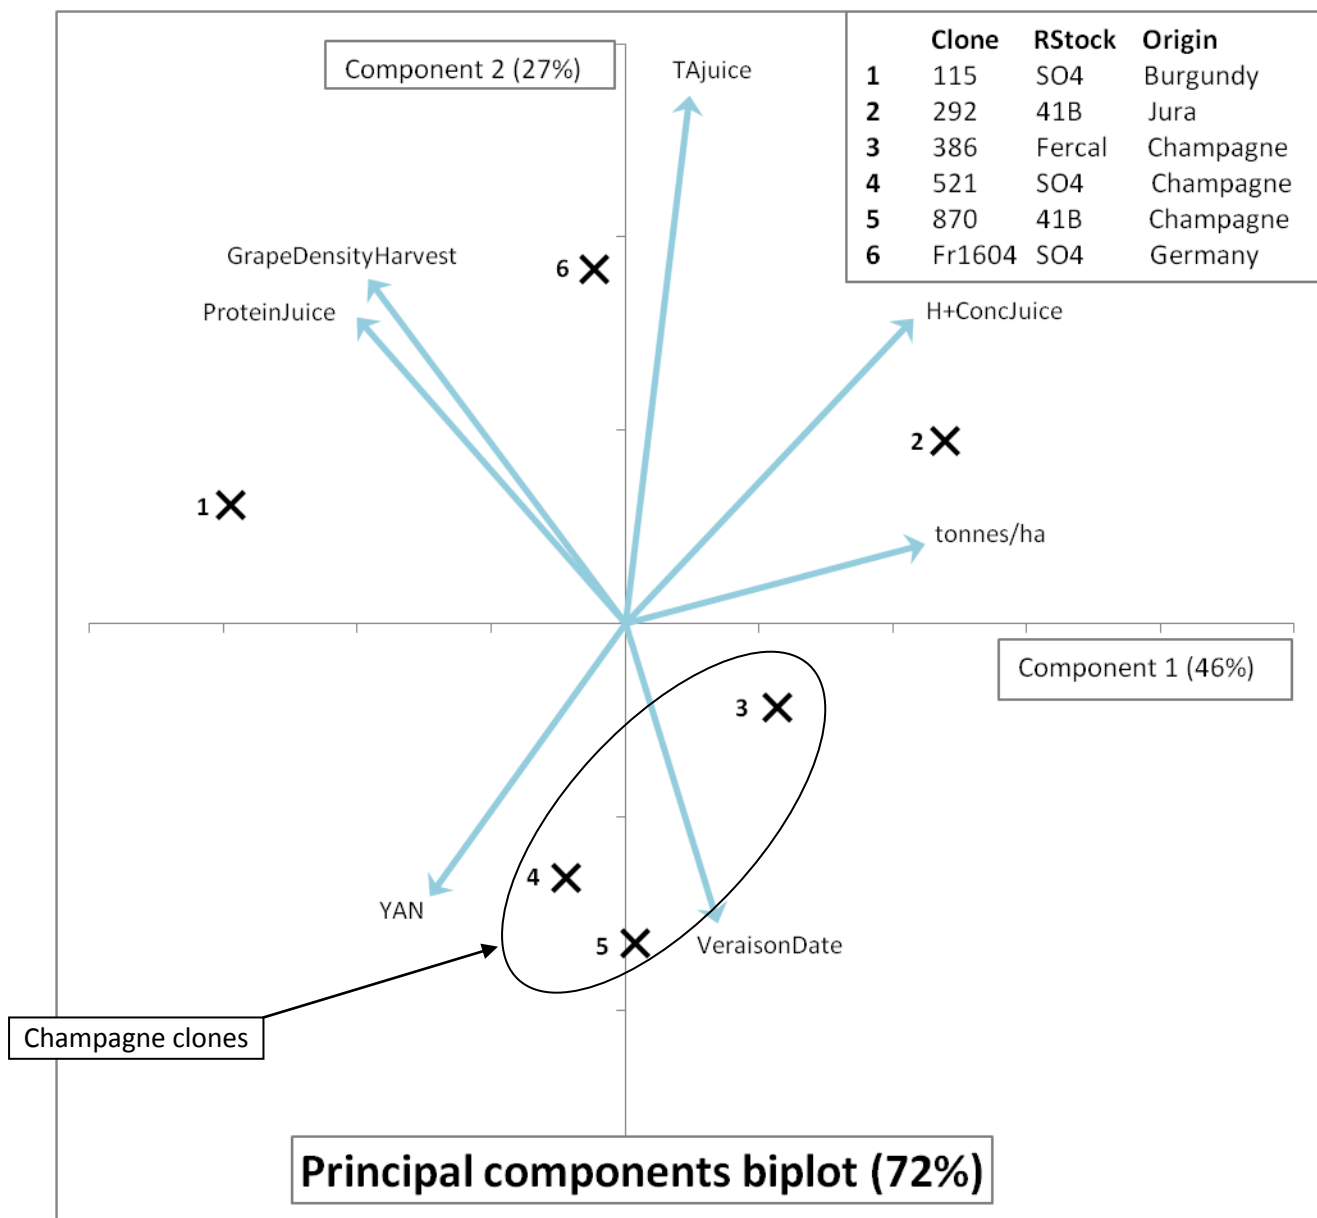 Component 2 (27%)
TAjuice
Clone RStock Origin
1 115 SO4 Burgundy
2 292 41B Jura
3 386 Fercal Champagne
4 521 SO4 Champagne
5 870 41B Champagne
6 Fr1604 SO4 Germany
GrapeDensityHarvest
6
ProteinJuice
H+ConcJuice
2
1
tonnes/ha
Component 1 (46%)
3
4
YAN
5
VeraisonDate
Champagne clones
Principal components biplot (72%)